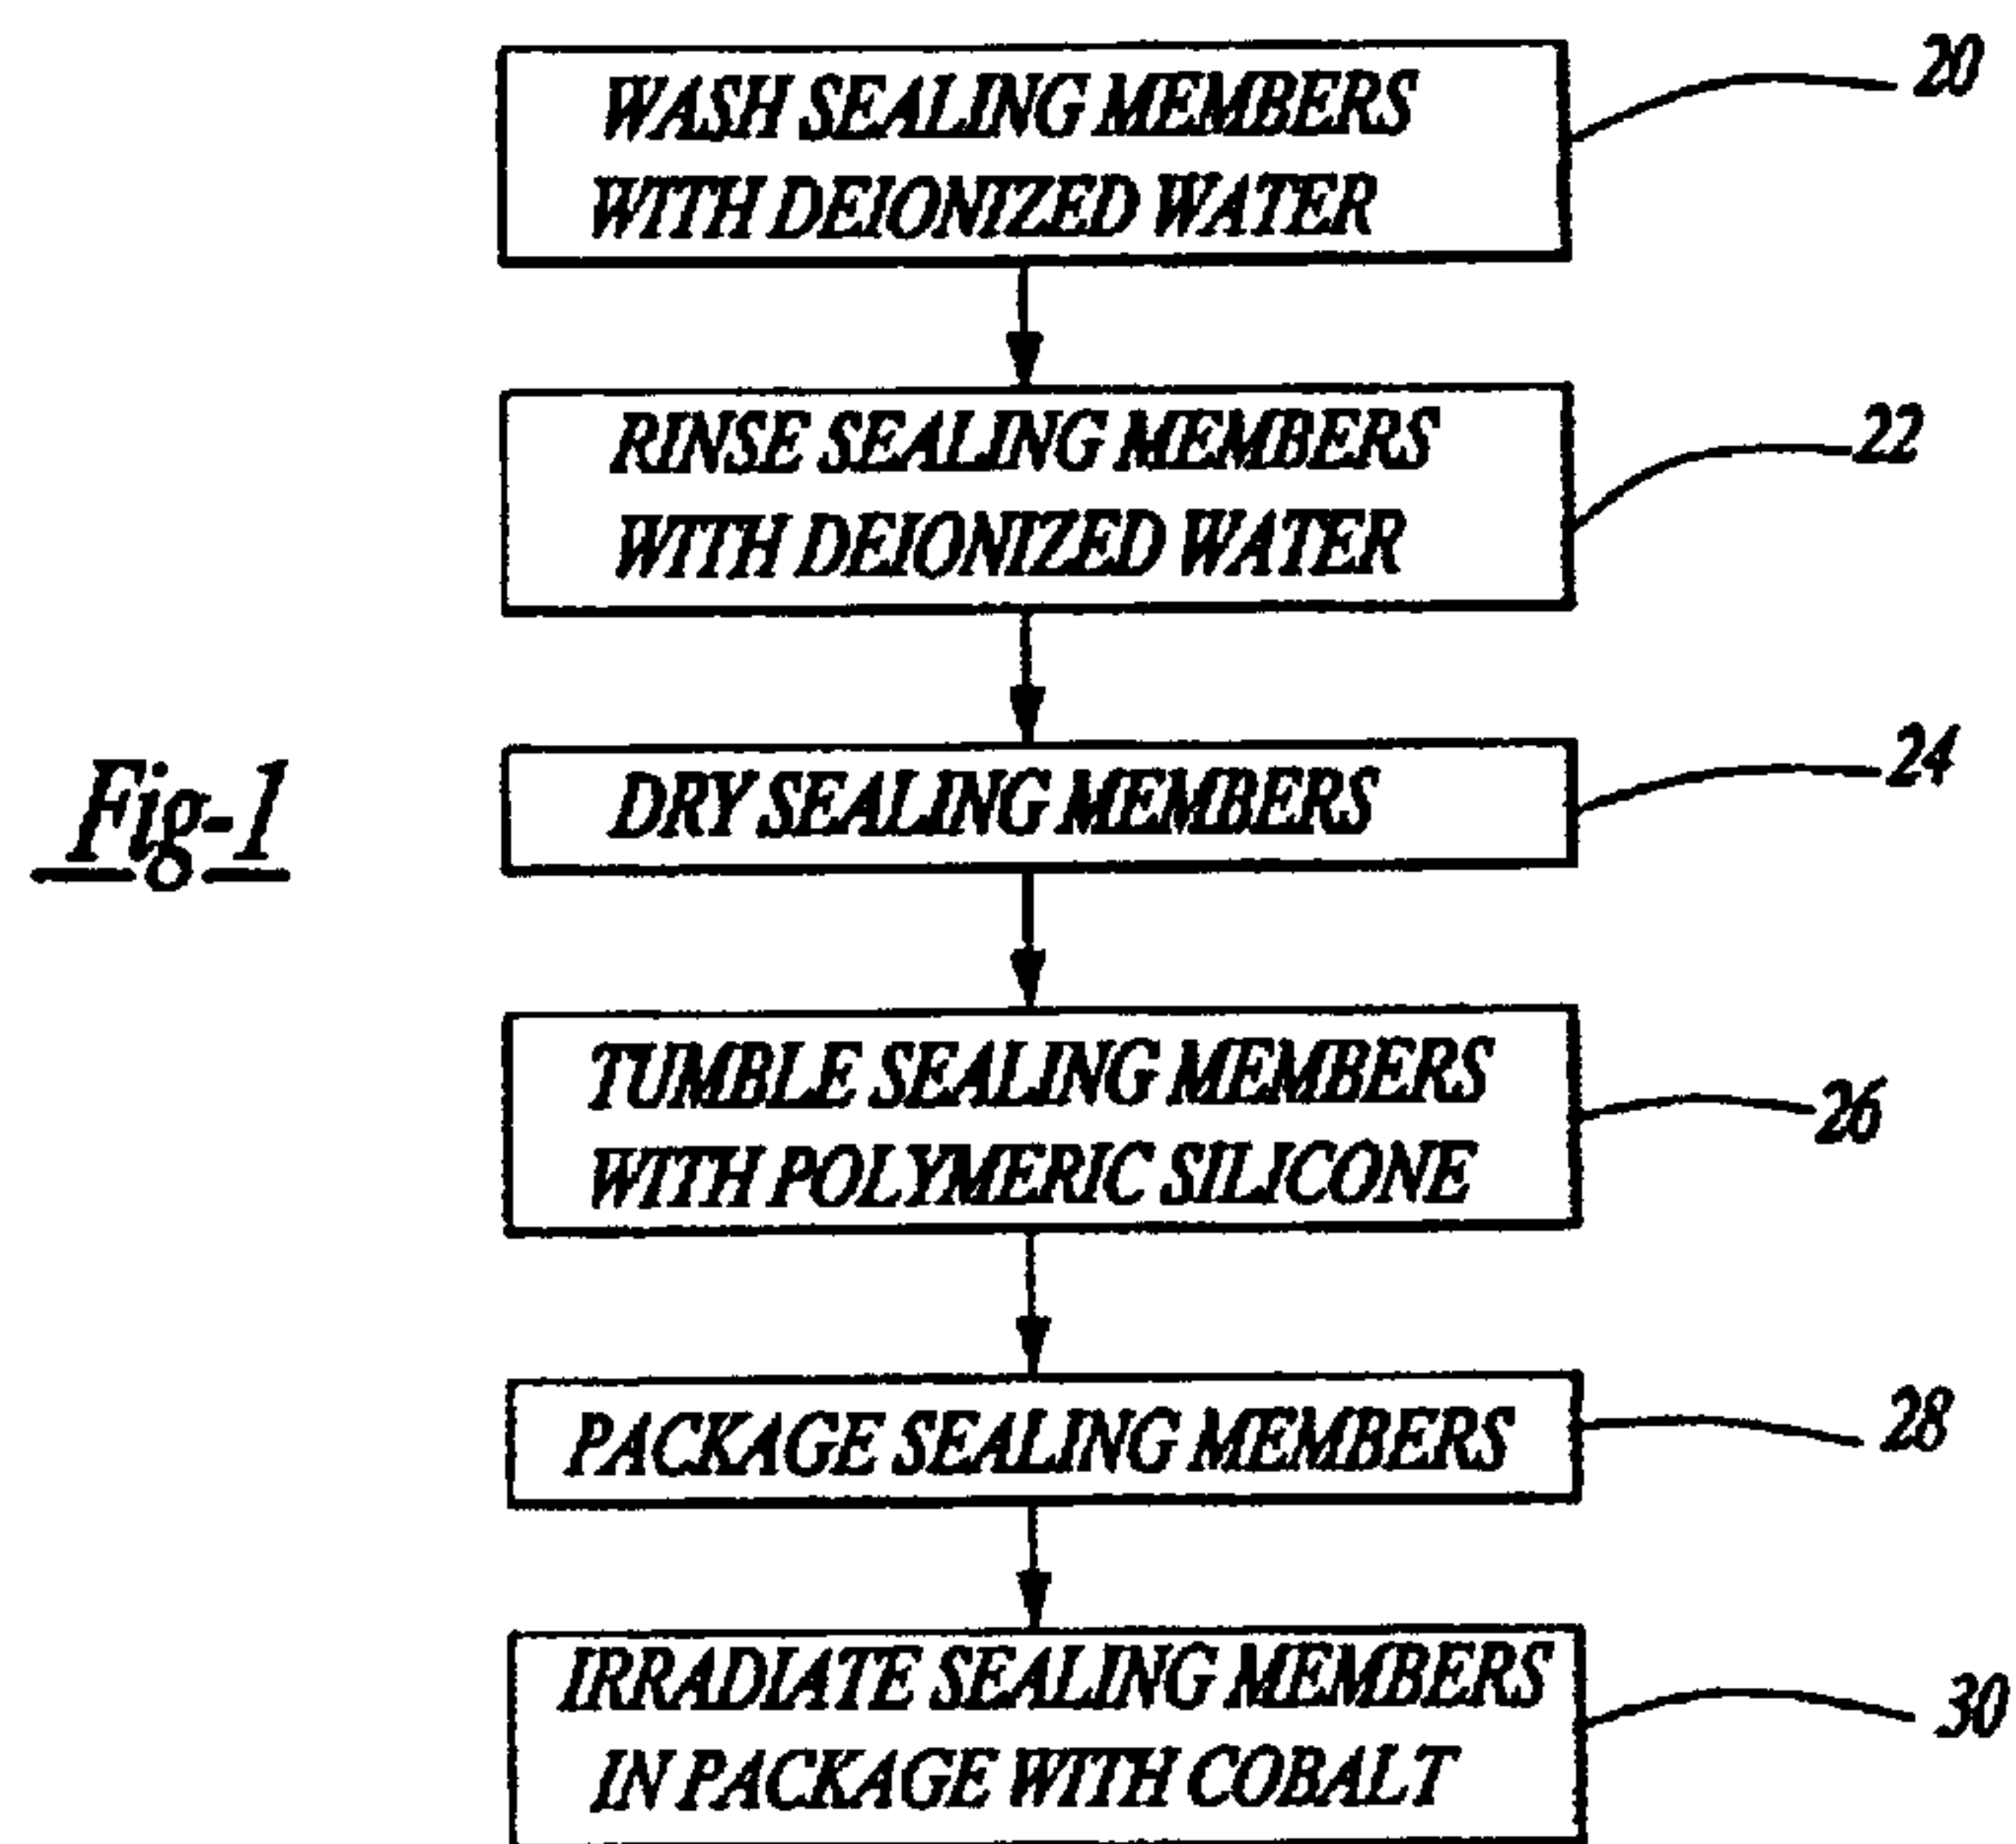 WASH SEALING MEMBERS
WITH DEIONIZED WATER
20
RINSE SEALING MEMBERS
WITH DEIONIZED WATER
22
DRY SEALING MEMBERS
24
Fig-1
TUMBLE SEALING MEMBERS
WITH POLYMERIC SILICONE
26
PACKAGE SEALING MEMBERS
28
IRRADIATE SEALING MEMBERS
IN PACKAGE WITH COBALT
30